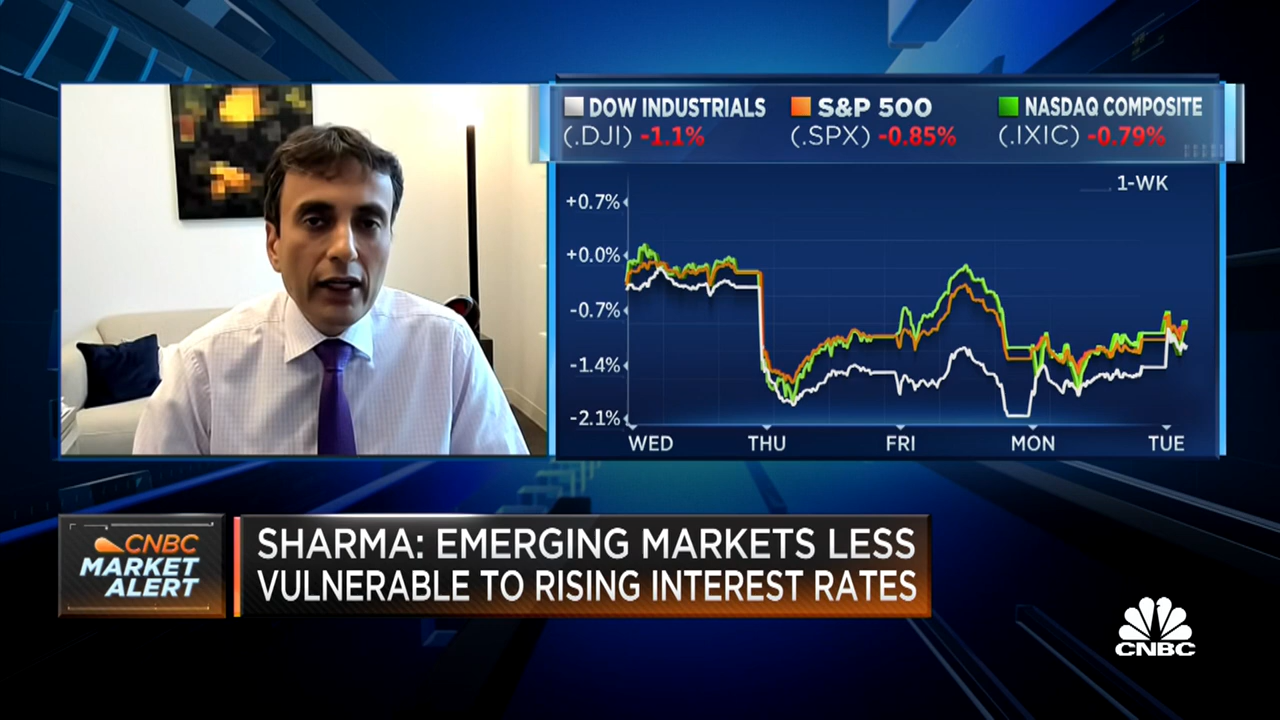 DOW INDUSTRIALS
(.DJI) -1.1%
S&P 500
(.SPX) -0.85%
NASDAQ COMPOSITE
(.IXIC) -0.79%
1-WK
+0.7%
+0.0%
-0.7%
-1.4%
-2.1%
WED THU FRI MON TUE
CNBC
MARKET
ALERT
SHARMA: EMERGING MARKETS LESS
VULNERABLE TO RISING INTEREST RATES
CNBC